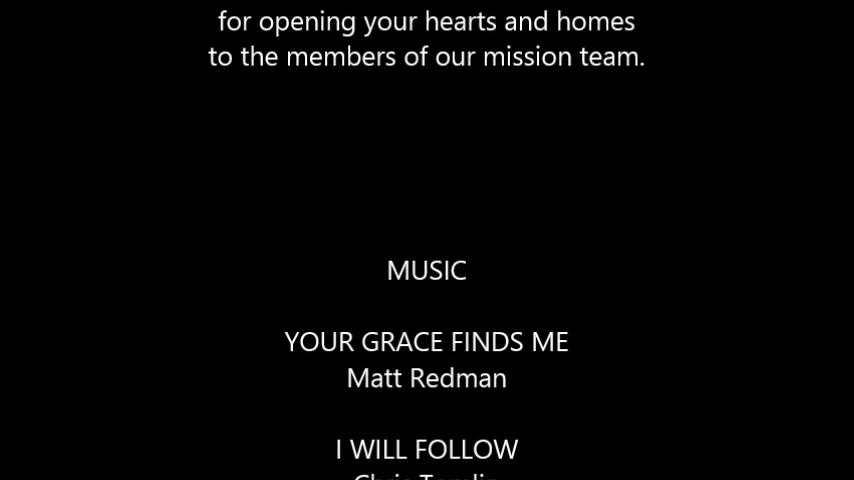 for opening your hearts and homes
to the members of our mission team.
MUSIC
YOUR GRACE FINDS ME
Matt Redman
I WILL FOLLOW
Chris Tomlin